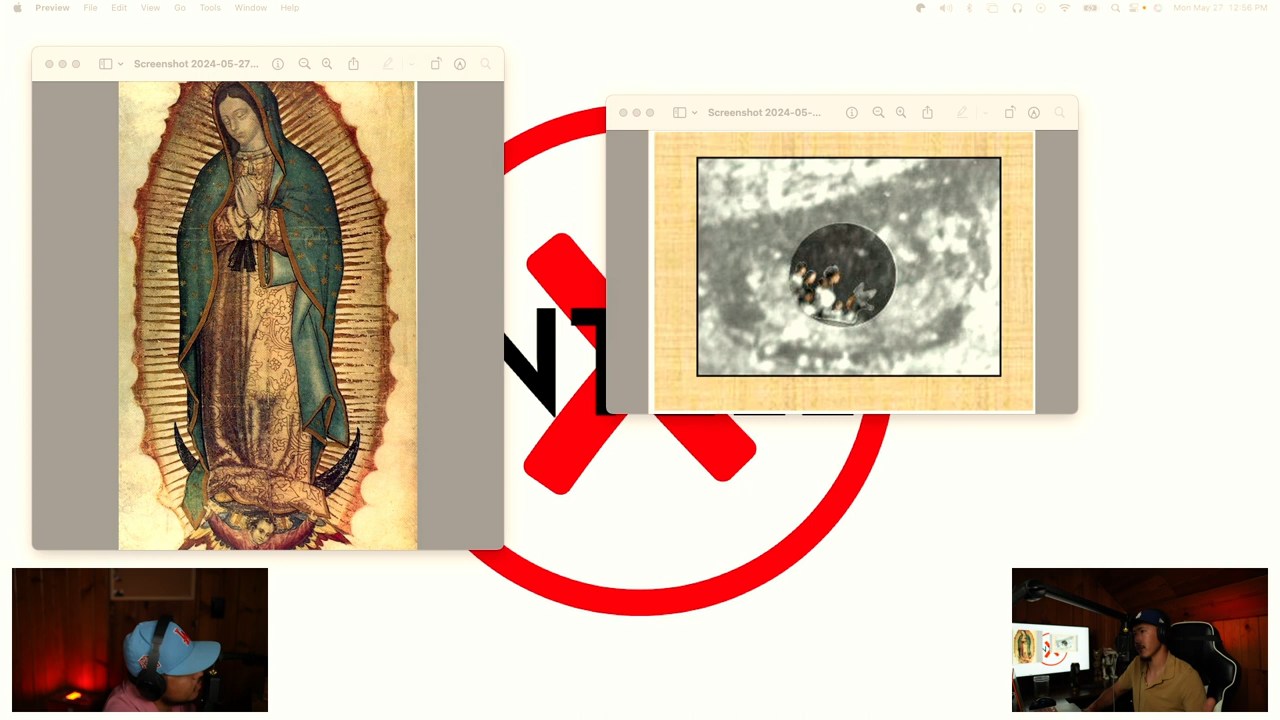 Preview File Edit View Go Tools Window Help
Mon May 27 12:56 PM
Screenshot 2024-05-27...
Screenshot 2024-05-...
NT